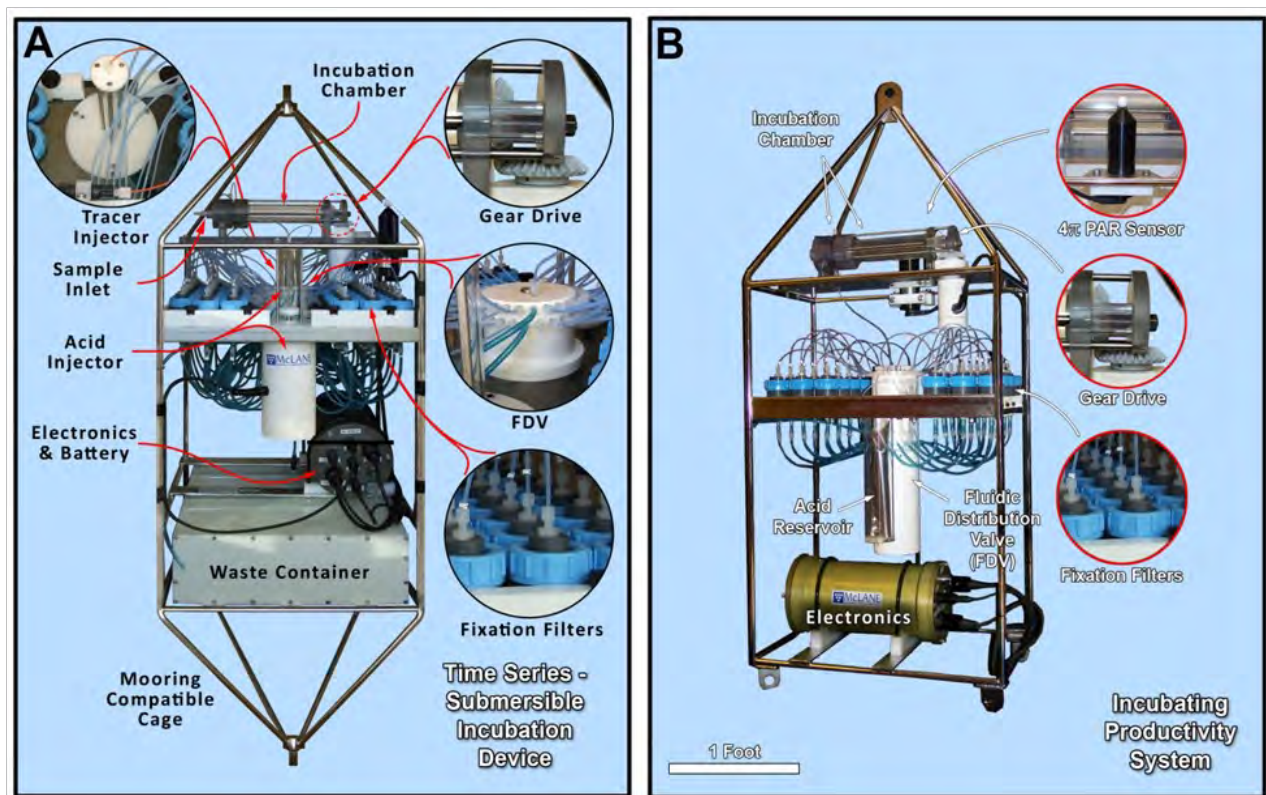 A
Incubation
Chamber
Tracer
Injector
Gear Drive
Sample
Inlet
Acid
Injector
McLANE
FDV
Electronics
& Battery
Waste Container
Fixation Filters
Mooring
Compatible
Cage
Time Series -
Submersible
Incubation
Device
B
Incubation
Chamber
4π PAR Sensor
Gear Drive
Acid
Reservoir
Fluidic
Distribution
Valve
(FDV)
Fixation Filters
McLANE
Electronics
1 Foot
Incubating
Productivity
System